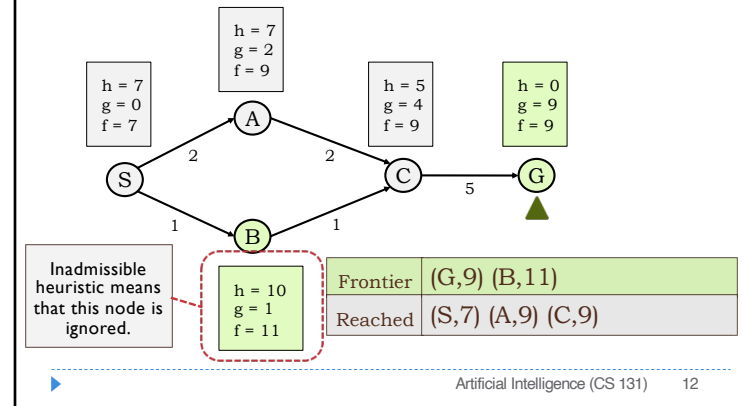 h = 7
g = 2
f = 9
h = 7
g = 0
f = 7
h = 5
g = 4
f = 9
h = 0
g = 9
f = 9
A
2
2
S
C
G
5
1
1
B
Inadmissible
heuristic means
that this node is
ignored.
h = 10
g = 1
f = 11
Frontier (G,9) (B,11)
Reached (S,7) (A,9) (C,9)
Artificial Intelligence (CS 131) 12